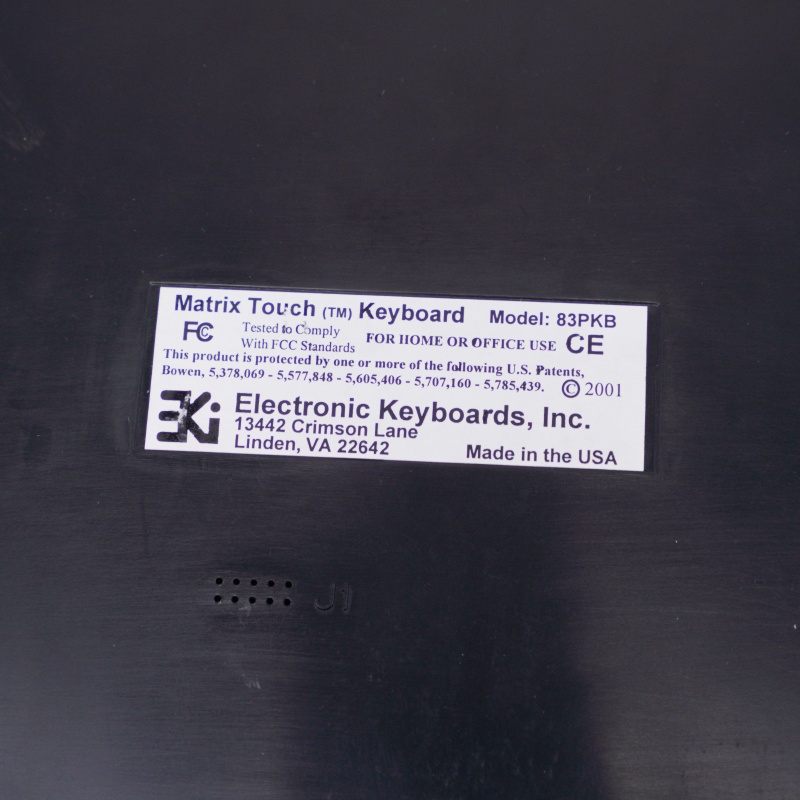 Matrix Touch (TM) Keyboard Model: 83PKB
FC Tested to Comply
With FCC Standards FOR HOME OR OFFICE USE CE
This product is protected by one or more of the following U.S. Patents,
Bowen, 5,378,069 - 5,577,848 - 5,605,406 - 5,707,160 - 5,785,439. © 2001
EKi Electronic Keyboards, Inc.
13442 Crimson Lane
Linden, VA 22642 Made in the USA
J1